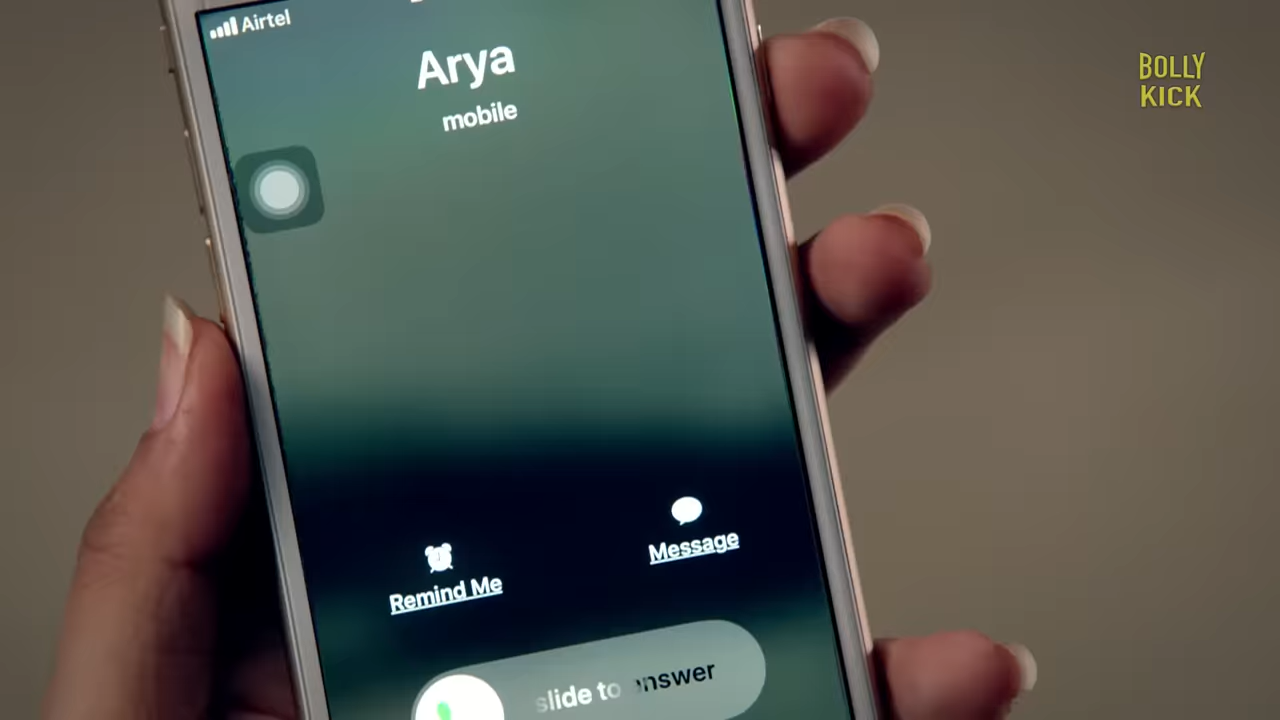 Airtel
Arya
mobile
BOLLY
KICK
Remind Me
Message
slide to answer